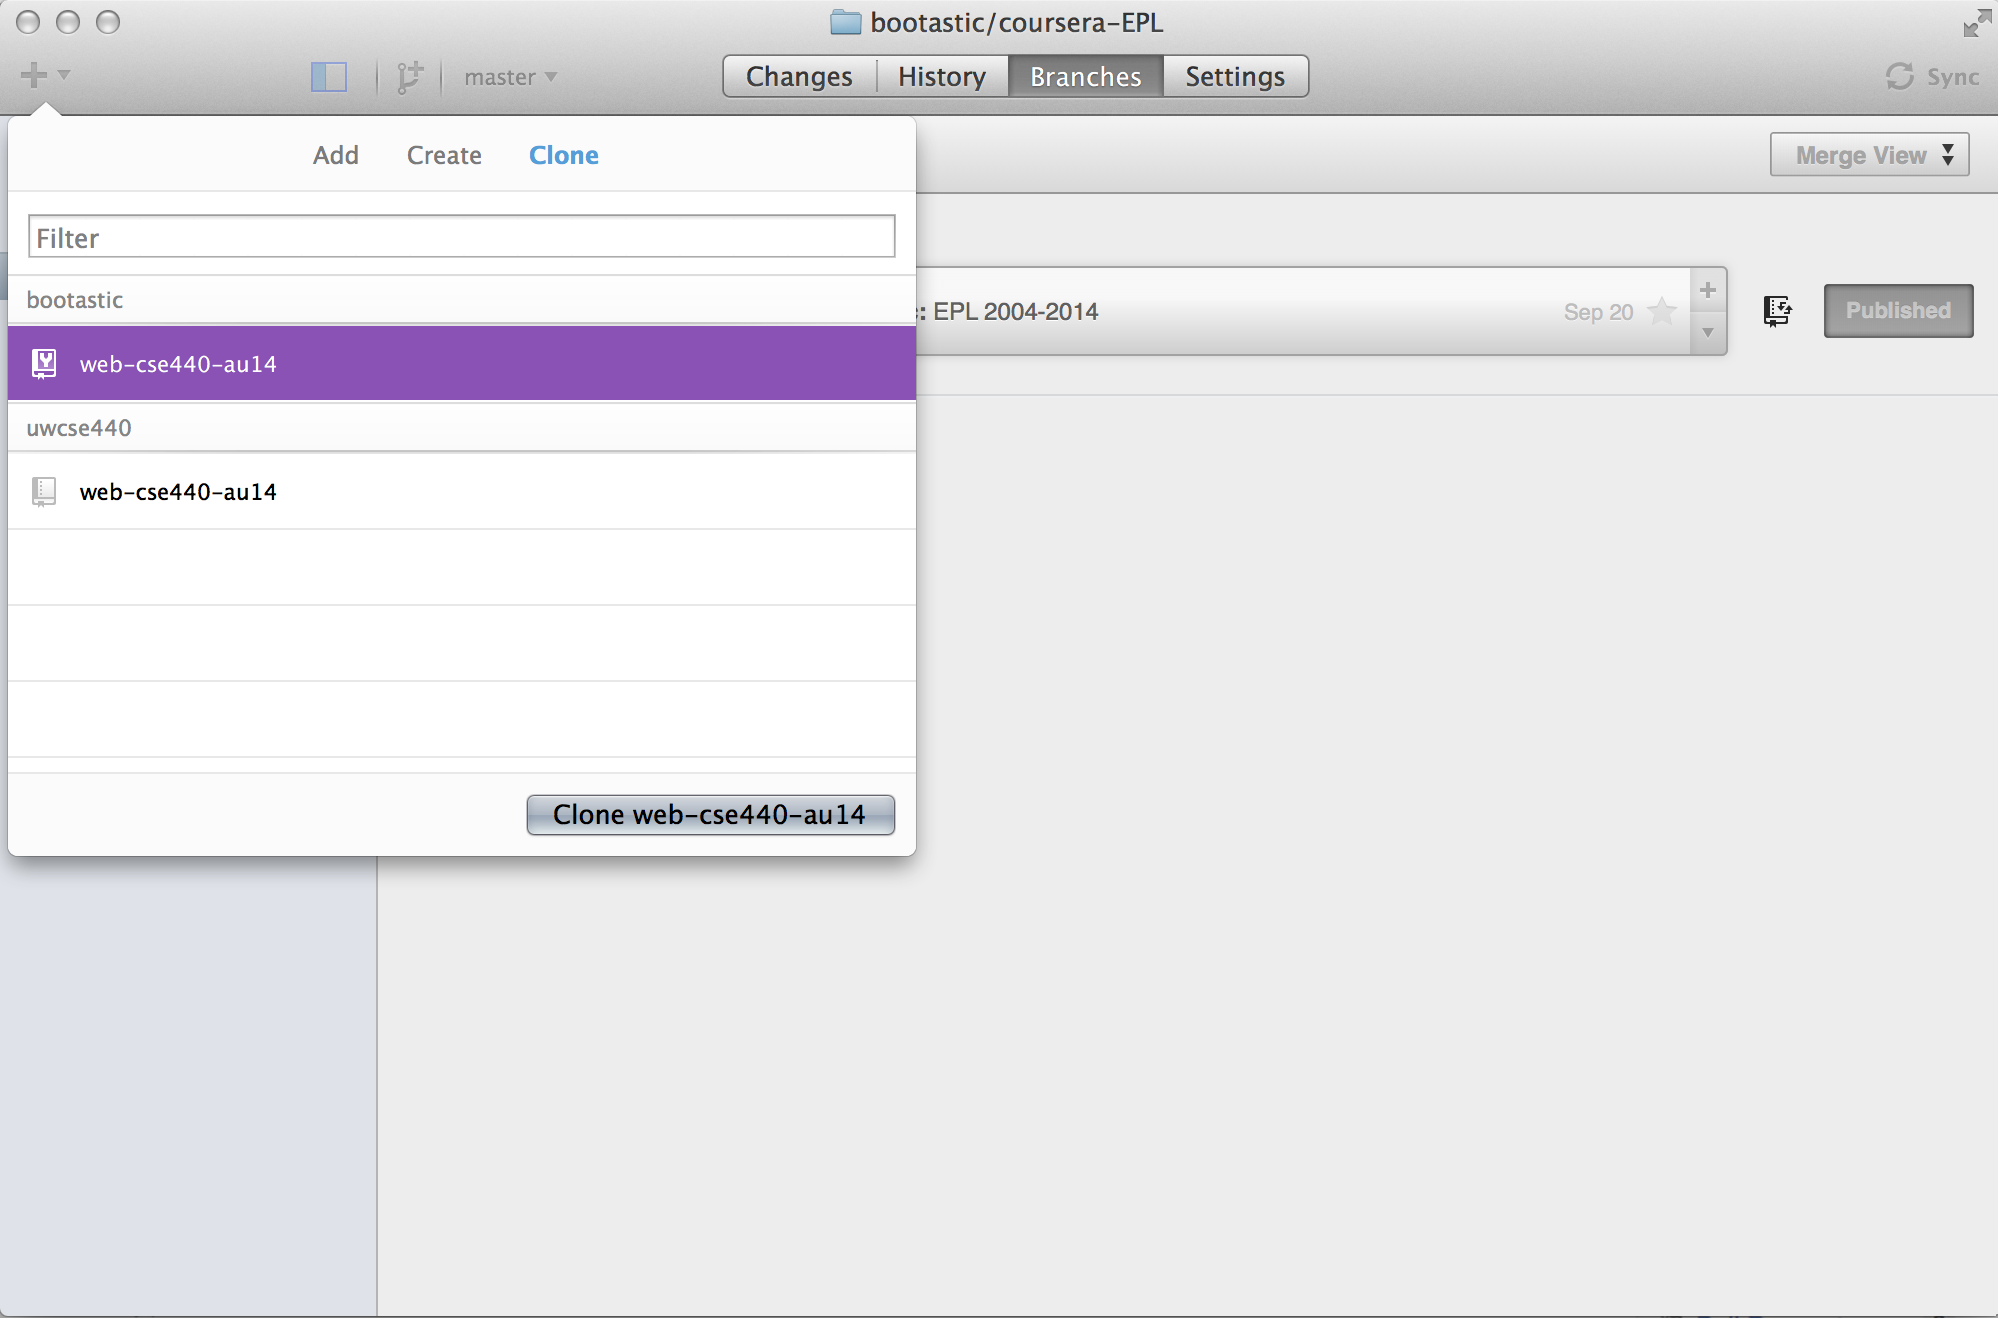 bootastic/coursera-EPL
master
Changes
History
Branches
Settings
Sync
Add
Create
Clone
Merge View
Filter
bootastic
: EPL 2004-2014
Sep 20
Published
web-cse440-au14
uwcse440
web-cse440-au14
Clone web-cse440-au14